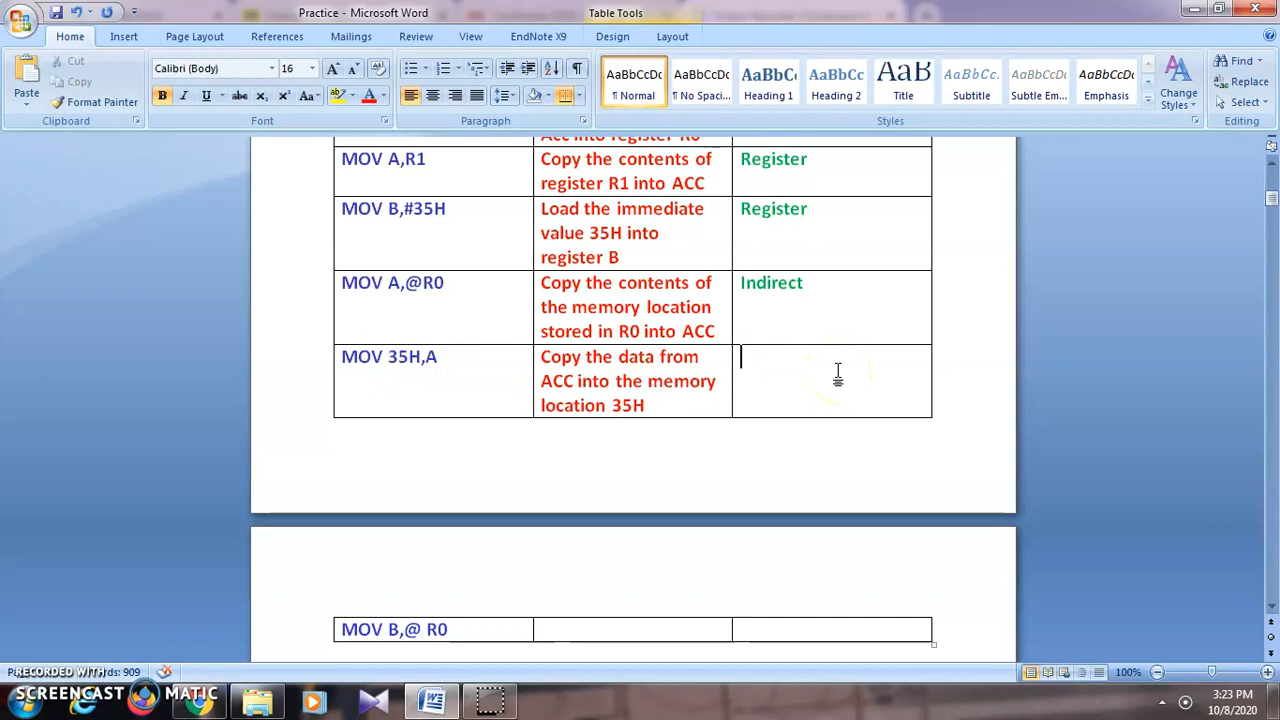 Practice - Microsoft Word
Table Tools
Home Insert Page Layout References Mailings Review View EndNote X9 Design Layout
Paste
Cut
Copy
Format Painter
Clipboard
Calibri (Body) 16
Font
Paragraph
AaBbCcDc
¶ Normal
AaBbCcDc
¶ No Spaci...
AaBbCc
Heading 1
AaBbCc
Heading 2
AaB
Title
AaBbCc.
Subtitle
AaBbCcDc
Subtle Em...
AaBbCcDc
Emphasis
Change
Styles
Styles
Find
Replace
Select
Editing
Acc into register R0
MOV A,R1
Copy the contents of
register R1 into ACC
Register
MOV B,#35H
Load the immediate
value 35H into
register B
Register
MOV A,@R0
Copy the contents of
the memory location
stored in R0 into ACC
Indirect
MOV 35H,A
Copy the data from
ACC into the memory
location 35H
MOV B,@ R0
RECORDED WITH
SCREENCAST MATIC
909
100%
3:23 PM
10/8/2020